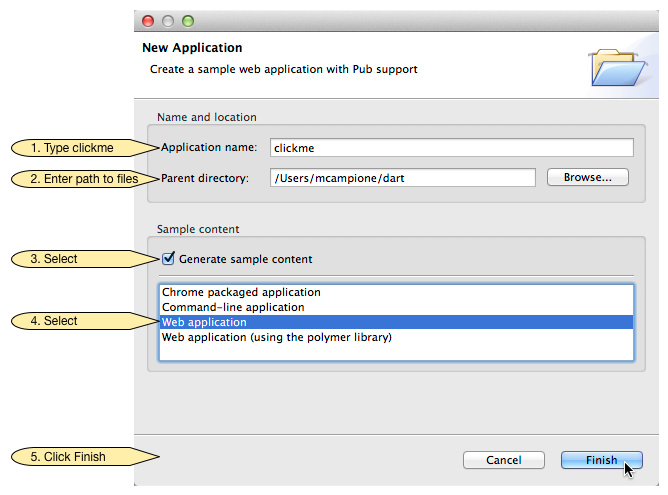 New Application
Create a sample web application with Pub support
Name and location
1. Type clickme
Application name:
clickme
2. Enter path to files
Parent directory:
/Users/mcampione/dart
Browse...
Sample content
3. Select
Generate sample content
Chrome packaged application
Command-line application
4. Select
Web application
Web application (using the polymer library)
5. Click Finish
Cancel
Finish